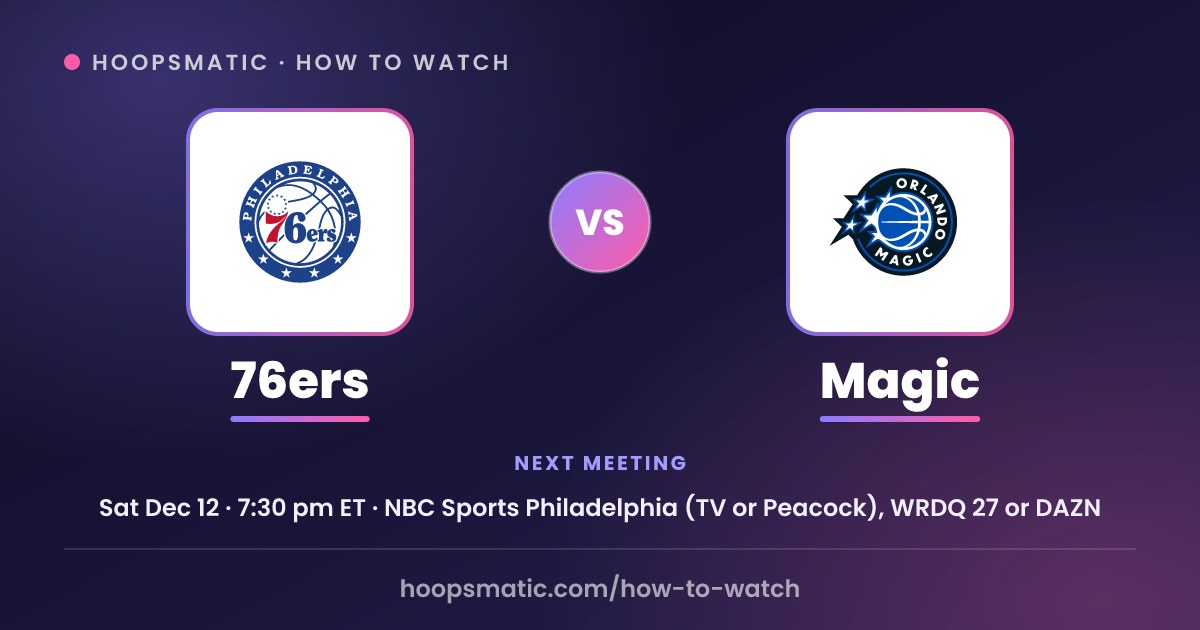 HOOPSMATIC · HOW TO WATCH
PHILADELPHIA
76ers
VS
ORLANDO
MAGIC
76ers
Magic
NEXT MEETING
Sat Dec 12 · 7:30 pm ET · NBC Sports Philadelphia (TV or Peacock), WRDQ 27 or DAZN
hoopsmatic.com/how-to-watch